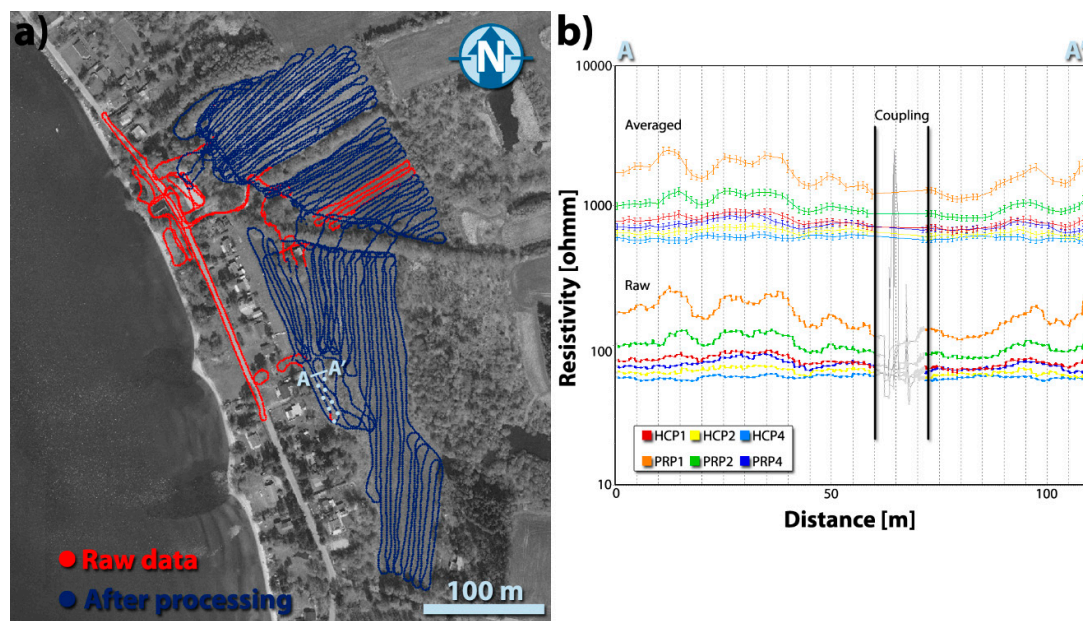 a)
N
A A'
Raw data
After processing
100 m
b)
A A'
10000
Coupling
Averaged
1000
Resistivity [ohmm]
Raw
100
HCP1 HCP2 HCP4
PRP1 PRP2 PRP4
10
0 50 100
Distance [m]